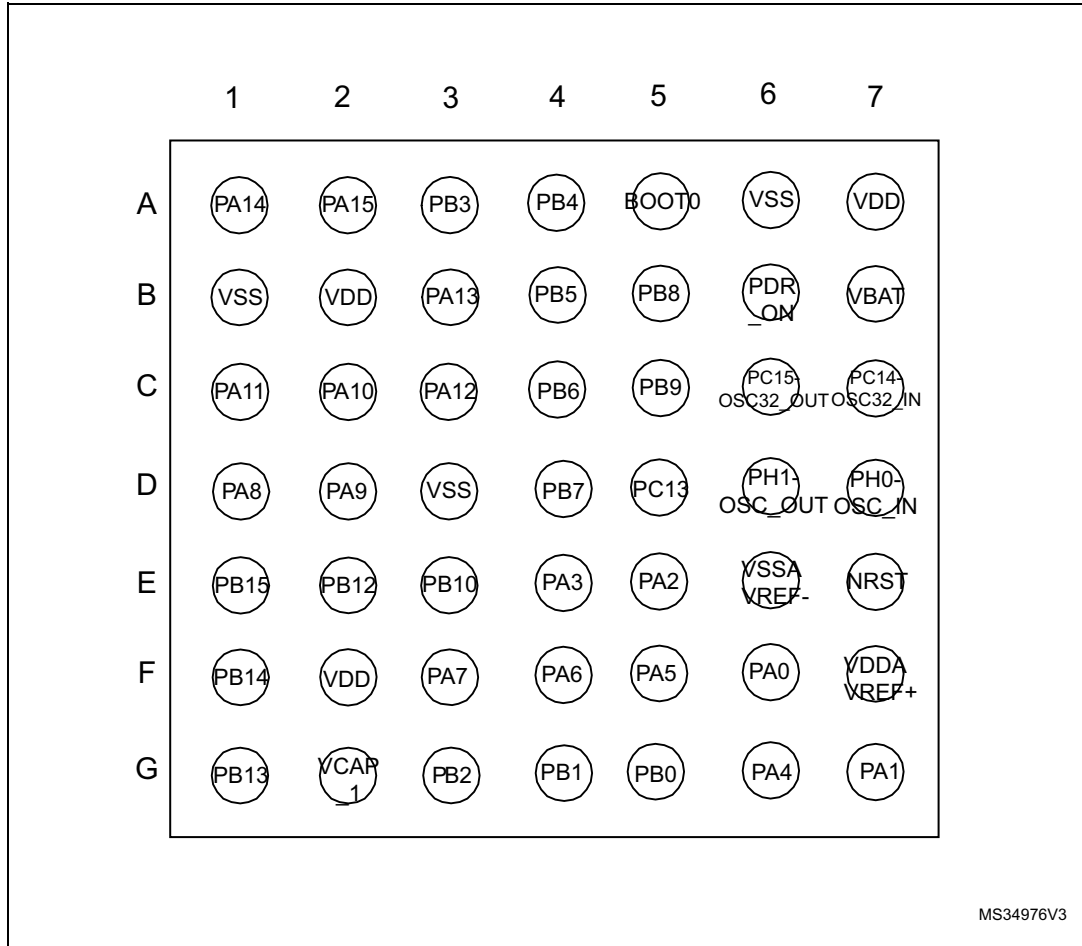 1 2 3 4 5 6 7
A PA14 PA15 PB3 PB4 BOOT0 VSS VDD
B VSS VDD PA13 PB5 PB8 PDR VBAT
_ON
C PA11 PA10 PA12 PB6 PB9 PC15- PC14-
OSC32_OUT OSC32_IN
D PA8 PA9 VSS PB7 PC13 PH1- PH0-
OSC_OUT OSC_IN
E PB15 PB12 PB10 PA3 PA2 VSSA NRST
VREF-
F PB14 VDD PA7 PA6 PA5 PA0 VDDA
VREF+
G PB13 VCAP PB2 PB1 PB0 PA4 PA1
_1
MS34976V3